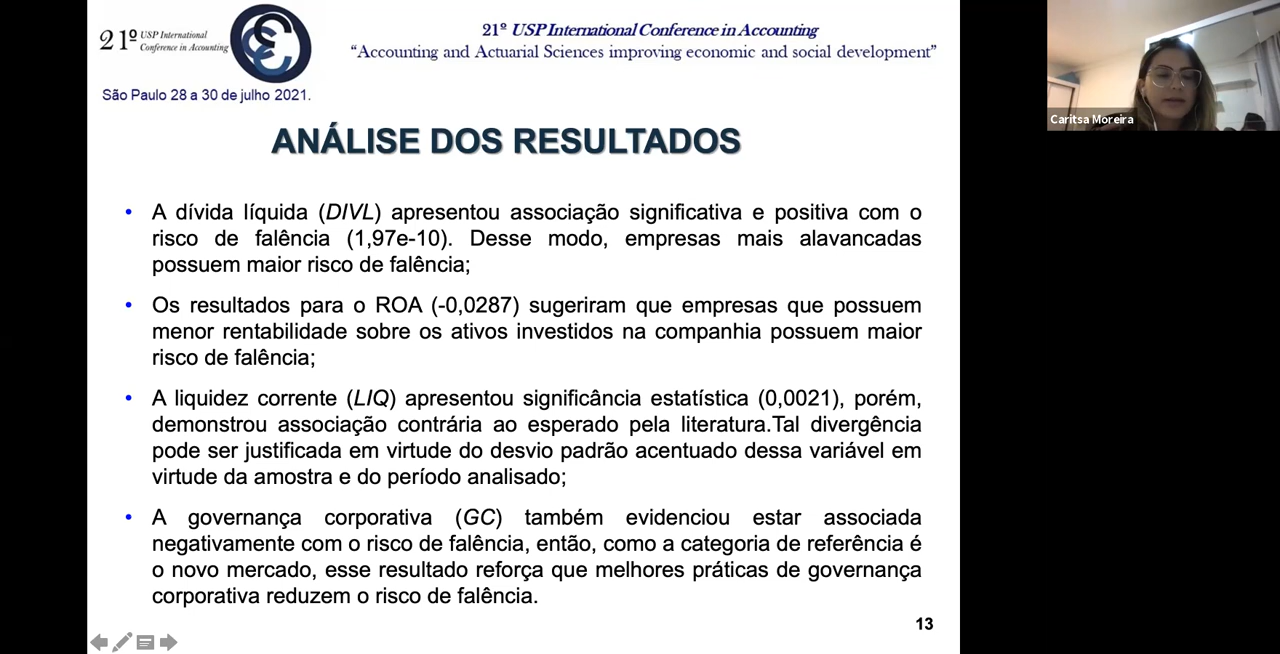 21º USP International
Conference in Accounting
21º USP International Conference in Accounting
“Accounting and Actuarial Sciences improving economic and social development”
São Paulo 28 a 30 de julho 2021.
Caritsa Moreira
ANÁLISE DOS RESULTADOS
• A dívida líquida (DIVL) apresentou associação significativa e positiva com o
risco de falência (1,97e-10). Desse modo, empresas mais alavancadas
possuem maior risco de falência;
• Os resultados para o ROA (-0,0287) sugeriram que empresas que possuem
menor rentabilidade sobre os ativos investidos na companhia possuem maior
risco de falência;
• A liquidez corrente (LIQ) apresentou significância estatística (0,0021), porém,
demonstrou associação contrária ao esperado pela literatura.Tal divergência
pode ser justificada em virtude do desvio padrão acentuado dessa variável em
virtude da amostra e do período analisado;
• A governança corporativa (GC) também evidenciou estar associada
negativamente com o risco de falência, então, como a categoria de referência é
o novo mercado, esse resultado reforça que melhores práticas de governança
corporativa reduzem o risco de falência.
13